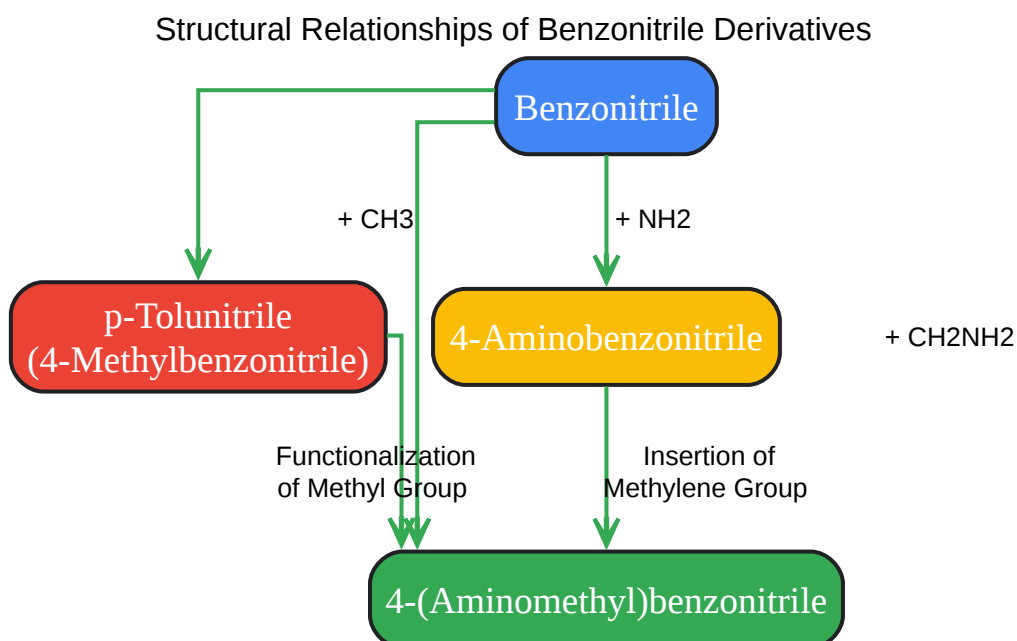 Structural Relationships of Benzonitrile Derivatives
Benzonitrile
+ CH3
+ NH2
p-Tolunitrile
(4-Methylbenzonitrile)
4-Aminobenzonitrile
+ CH2NH2
Functionalization
of Methyl Group
Insertion of
Methylene Group
4-(Aminomethyl)benzonitrile